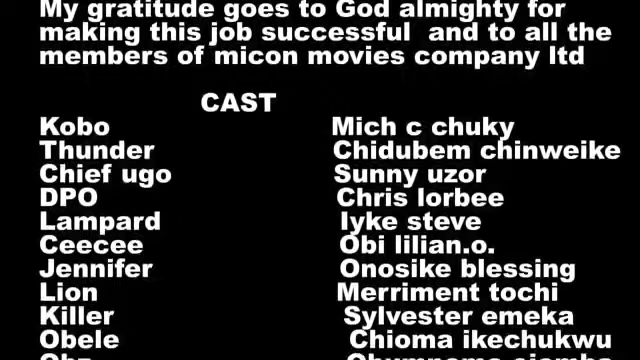 My gratitude goes to God almighty for
making this job successful and to all the
members of micon movies company ltd
CAST
Kobo Mich c chuky
Thunder Chidubem chinweike
Chief ugo Sunny uzor
DPO Chris lorbee
Lampard Iyke steve
Ceecee Obi lilian.o.
Jennifer Onosike blessing
Lion Merriment tochi
Killer Sylvester emeka
Obele Chioma ikechukwu